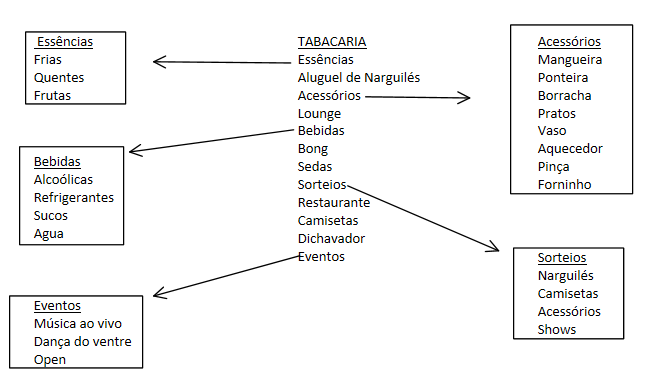 Essências
Frias
Quentes
Frutas
Bebidas
Alcoólicas
Refrigerantes
Sucos
Agua
Eventos
Música ao vivo
Dança do ventre
Open
TABACARIA
Essências
Aluguel de Narguilés
Acessórios
Lounge
Bebidas
Bong
Sedas
Sorteios
Restaurante
Camisetas
Dichavador
Eventos
Acessórios
Mangueira
Ponteira
Borracha
Pratos
Vaso
Aquecedor
Pinça
Forninho
Sorteios
Narguilés
Camisetas
Acessórios
Shows